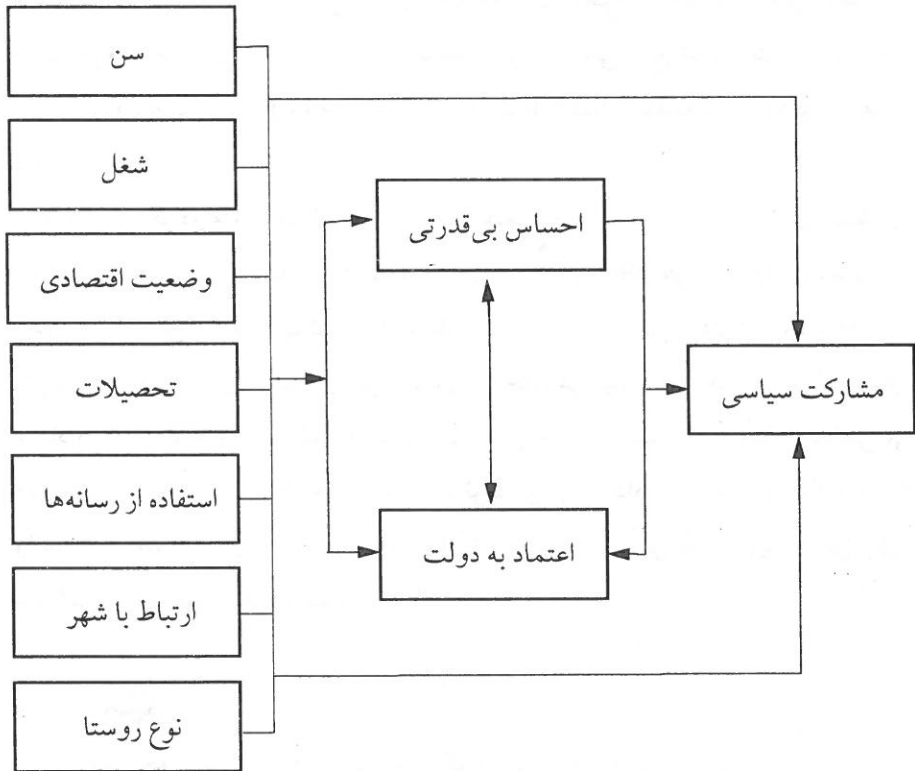 سن
شغل
وضعیت اقتصادی
تحصیلات
استفاده از رسانه‌ها
ارتباط با شهر
نوع روستا
احساس بی‌قدرتی
اعتماد به دولت
مشارکت سیاسی